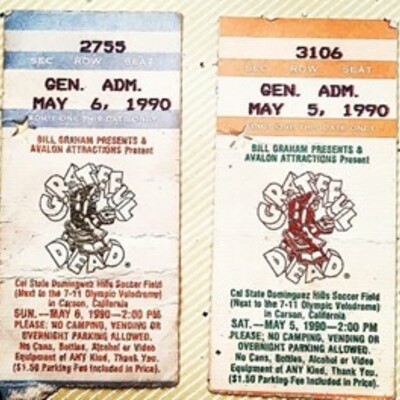 2755
SEC ROW SEAT
GEN. ADM.
MAY 6, 1990
ADMIT ONE THIS DATE ONLY
BILL GRAHAM PRESENTS &
AVALON ATTRACTIONS Present
GRATEFUL
DEAD
Cal State Dominguez Hills Soccer Field
(Next to the 7-11 Olympic Velodrome)
in Carson, California
SUN.—MAY 6, 1990—2:00 PM
PLEASE: NO CAMPING, VENDING OR
OVERNIGHT PARKING ALLOWED.
No Cans, Bottles, Alcohol or Video
Equipment of ANY Kind, Thank You.
($1.50 Parking Fee Included in Price).
3106
SEC ROW SEAT
GEN. ADM.
MAY 5, 1990
ADMIT ONE THIS DATE ONLY
BILL GRAHAM PRESENTS &
AVALON ATTRACTIONS Present
GRATEFUL
DEAD
Cal State Dominguez Hills Soccer Field
(Next to the 7-11 Olympic Velodrome)
in Carson, California
SAT.—MAY 5, 1990—2:00 PM
PLEASE: NO CAMPING, VENDING OR
OVERNIGHT PARKING ALLOWED.
No Cans, Bottles, Alcohol or Video
Equipment of ANY Kind, Thank You.
($1.50 Parking Fee Included in Price).